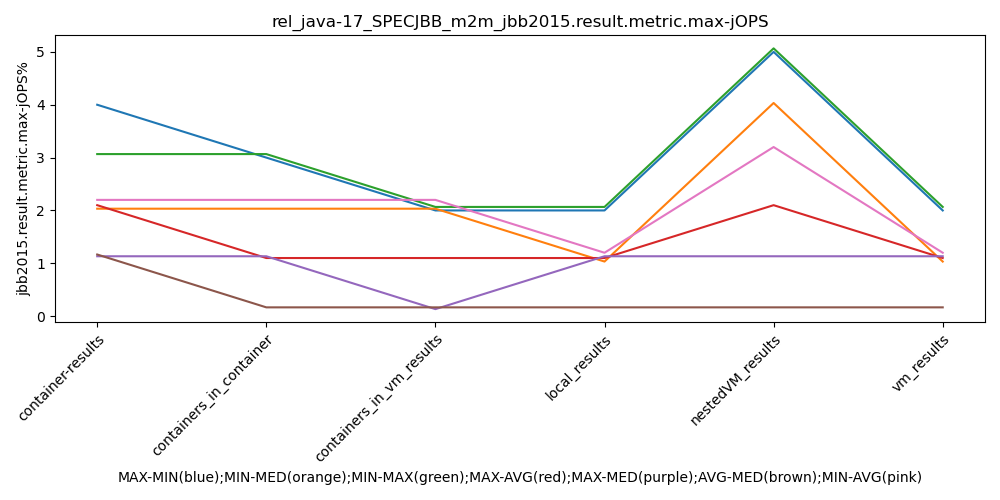 rel_java-17_SPECJBB_m2m_jbb2015.result.metric.max-jOPS
jbb2015.result.metric.max-jOPS%
5
4
3
2
1
0
container-results
containers_in_container
containers_in_vm_results
local_results
nestedVM_results
vm_results
MAX-MIN(blue);MIN-MED(orange);MIN-MAX(green);MAX-AVG(red);MAX-MED(purple);AVG-MED(brown);MIN-AVG(pink)